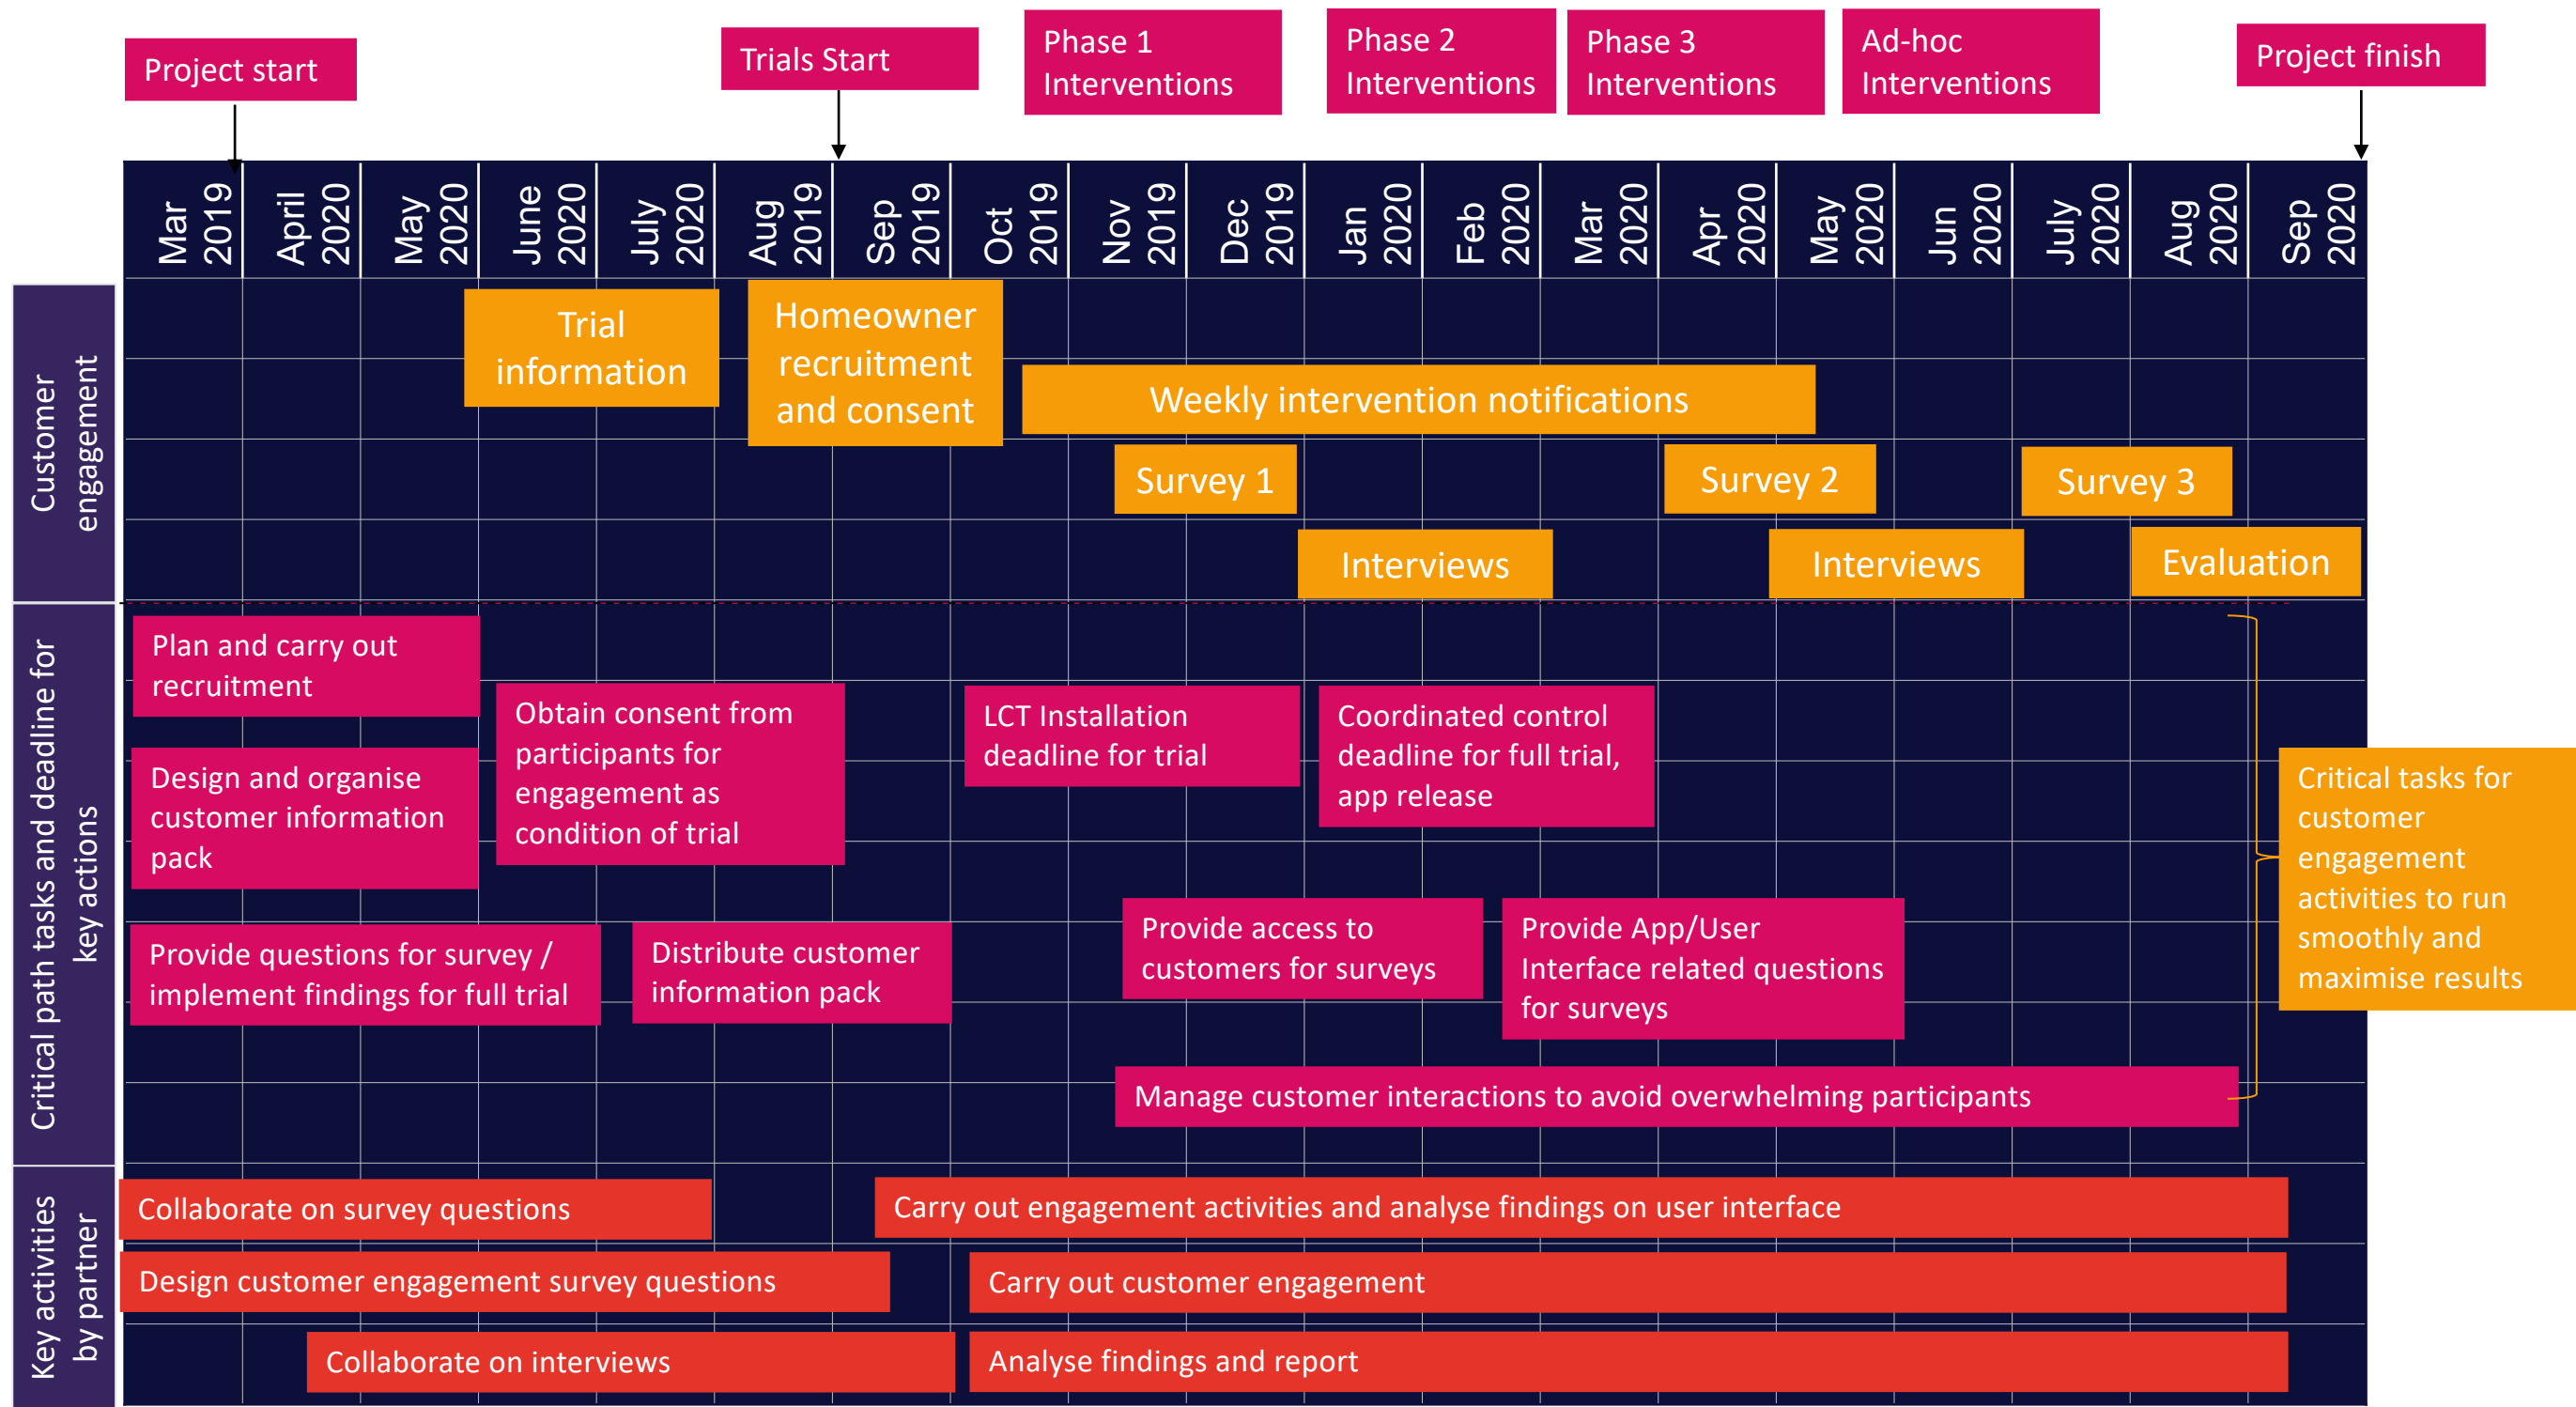 Project start
Trials Start
Phase 1
Interventions
Phase 2
Interventions
Phase 3
Interventions
Ad-hoc
Interventions
Project finish
Mar
2019
April
2020
May
2020
June
2020
July
2020
Aug
2019
Sep
2019
Oct
2019
Nov
2019
Dec
2019
Jan
2020
Feb
2020
Mar
2020
Apr
2020
May
2020
Jun
2020
July
2020
Aug
2020
Sep
2020
Customer
engagement
Trial
information
Homeowner
recruitment
and consent
Weekly intervention notifications
Survey 1
Survey 2
Survey 3
Interviews
Interviews
Evaluation
Critical path tasks and deadline for
key actions
Plan and carry out
recruitment
Design and organise
customer information
pack
Obtain consent from
participants for
engagement as
condition of trial
LCT Installation
deadline for trial
Coordinated control
deadline for full trial,
app release
Provide questions for survey /
implement findings for full trial
Distribute customer
information pack
Provide access to
customers for surveys
Provide App/User
Interface related questions
for surveys
Manage customer interactions to avoid overwhelming participants
Critical tasks for
customer
engagement
activities to run
smoothly and
maximise results
Key activities
by partner
Collaborate on survey questions
Carry out engagement activities and analyse findings on user interface
Design customer engagement survey questions
Carry out customer engagement
Collaborate on interviews
Analyse findings and report